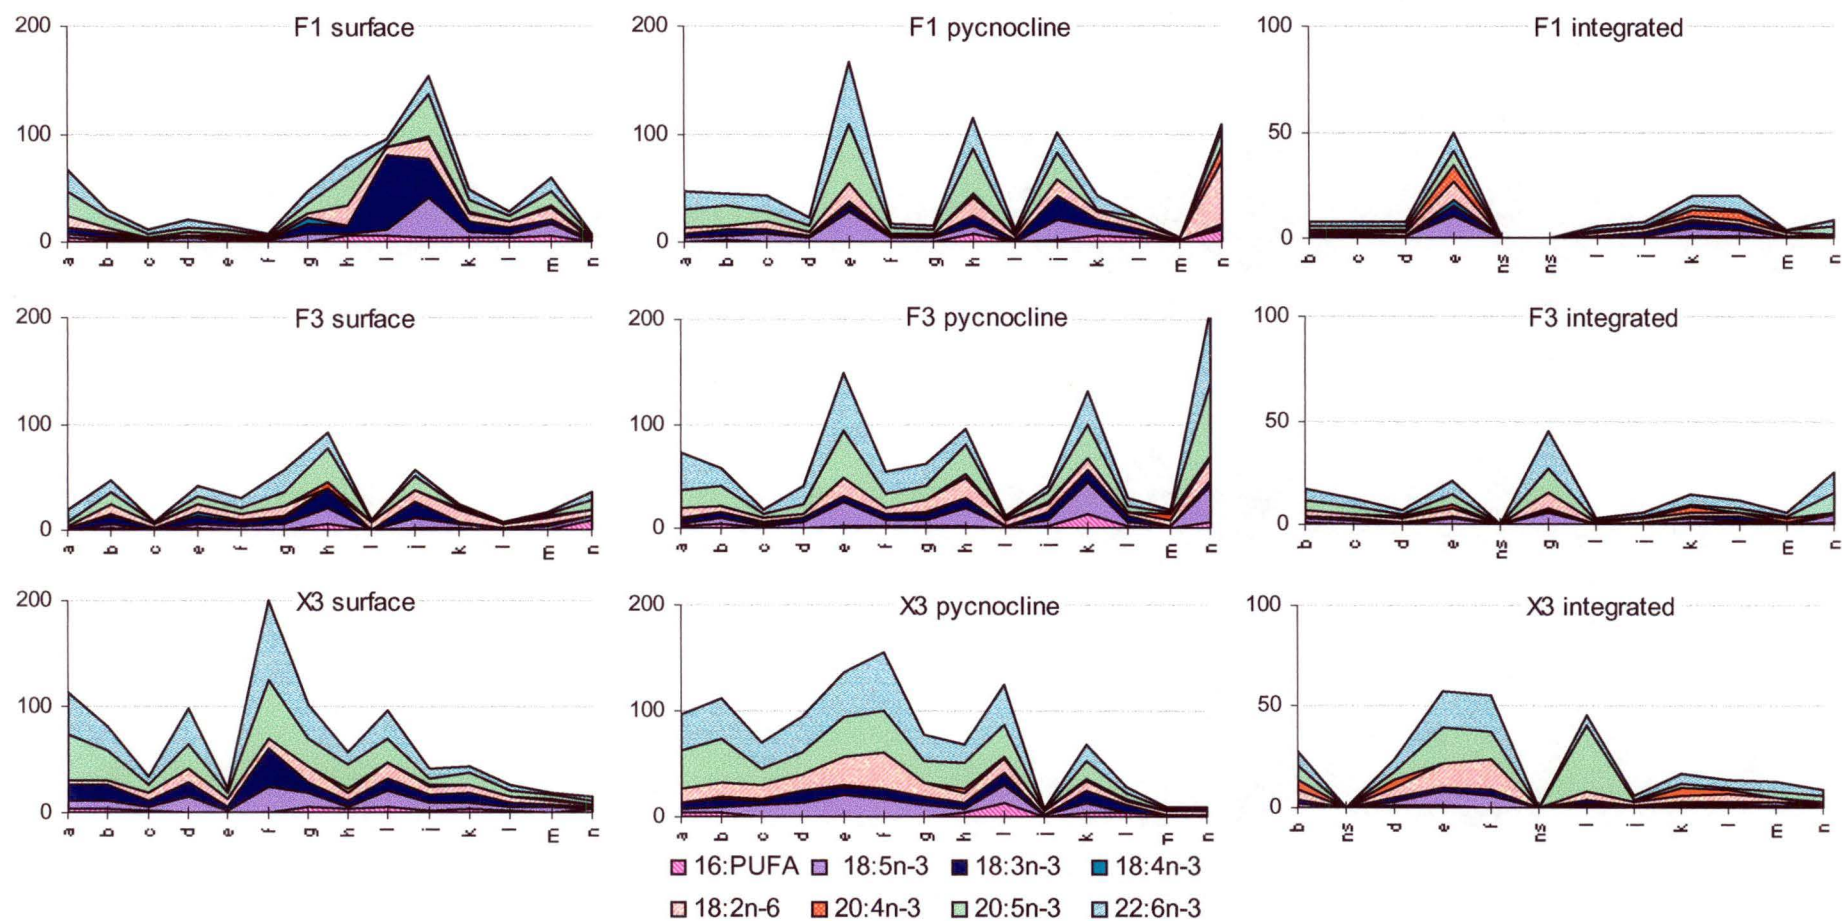 F1 surface
200
100
0
a b c d e f g h l i k l m n
F1 pycnocline
200
100
0
a b c d e f g h l i k l m n
F1 integrated
100
50
0
b c d e ns ns l i k l m n
F3 surface
200
100
0
a b c d e f g h l i k l m n
F3 pycnocline
200
100
0
a b c d e f g h l i k l m n
F3 integrated
100
50
0
b c d e ns g l i k l m n
X3 surface
200
100
0
a b c d e f g h l i k l m n
X3 pycnocline
200
100
0
a b c d e f g h l i k l m n
X3 integrated
100
50
0
b ns d e f ns l i k l m n
16:PUFA 18:5n-3 18:3n-3 18:4n-3
18:2n-6 20:4n-3 20:5n-3 22:6n-3